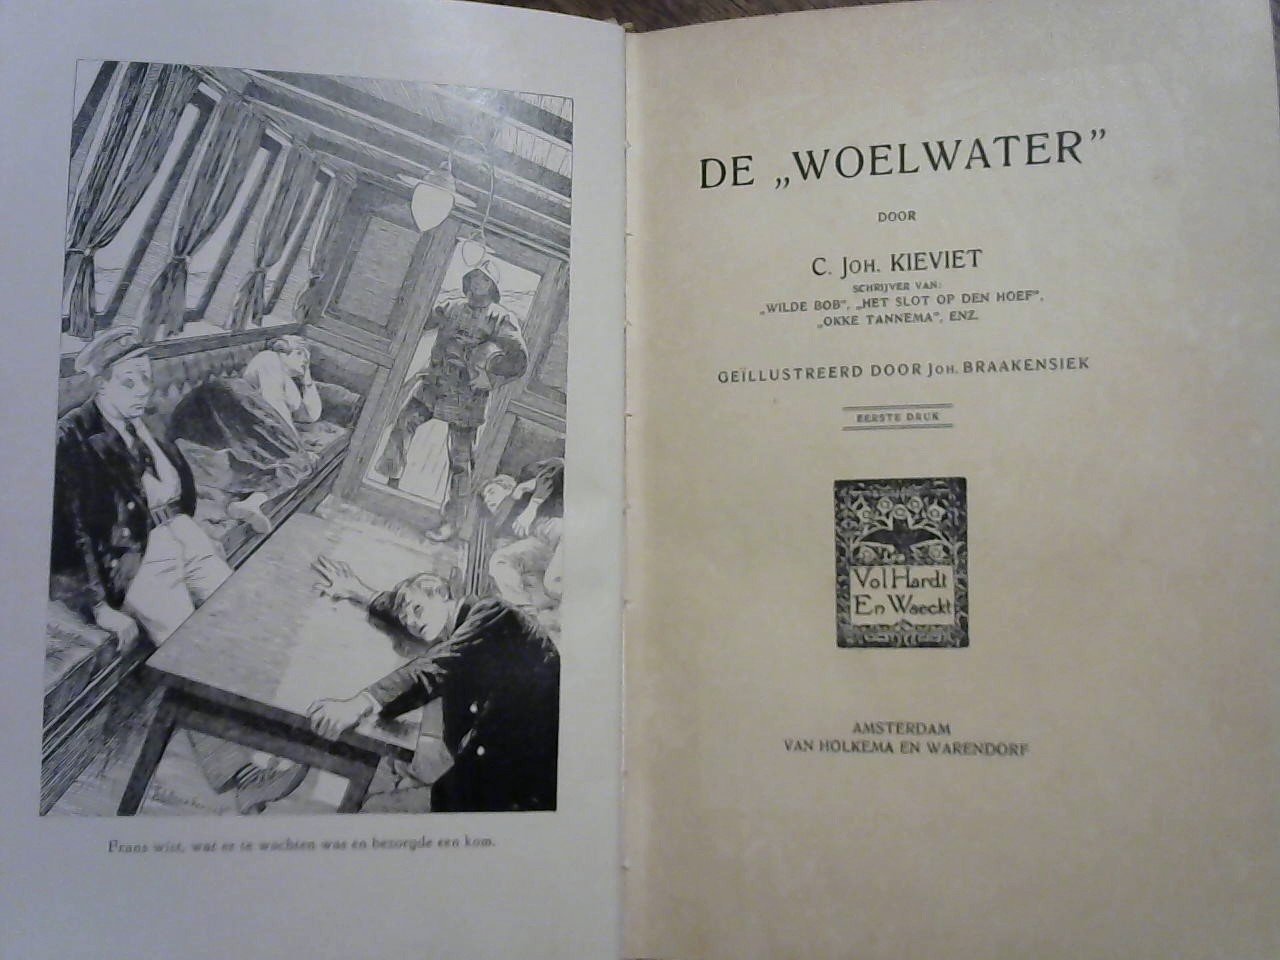 Frans wist, wat er te wachten was en bezorgde een kom.
DE „WOELWATER”
DOOR
C. JOH. KIEVIET
SCHRIJVER VAN:
„WILDE BOB”, „HET SLOT OP DEN HOEF”,
„OKKE TANNEMA”, ENZ.
GEÏLLUSTREERD DOOR JOH. BRAAKENSIEK
EERSTE DRUK
Vol Hardt
En Waeckt
AMSTERDAM
VAN HOLKEMA EN WARENDORF